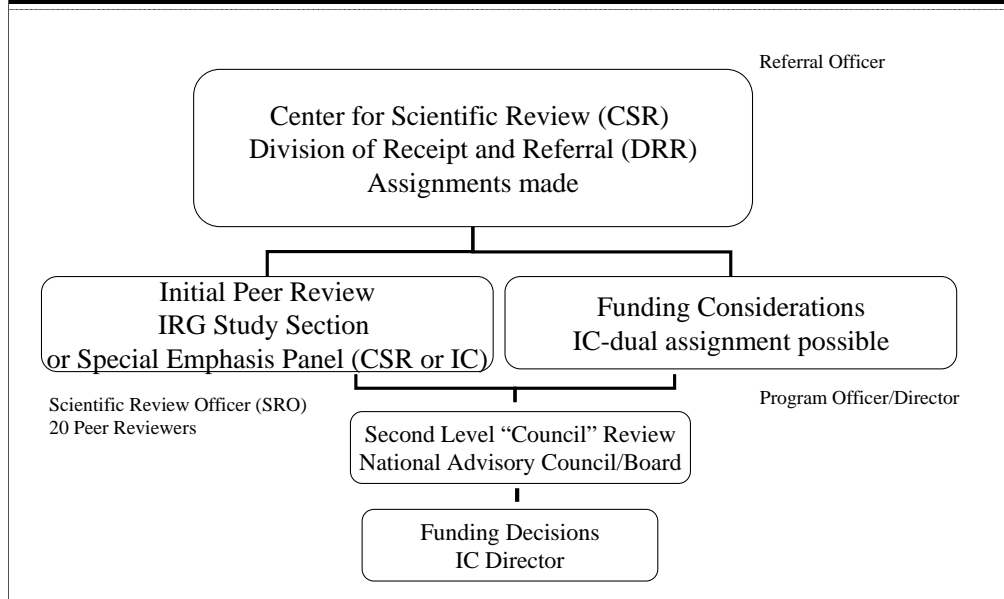 Referral Officer
Center for Scientific Review (CSR)
Division of Receipt and Referral (DRR)
Assignments made
Initial Peer Review
IRG Study Section
or Special Emphasis Panel (CSR or IC)
Funding Considerations
IC-dual assignment possible
Scientific Review Officer (SRO)
20 Peer Reviewers
Program Officer/Director
Second Level “Council” Review
National Advisory Council/Board
Funding Decisions
IC Director